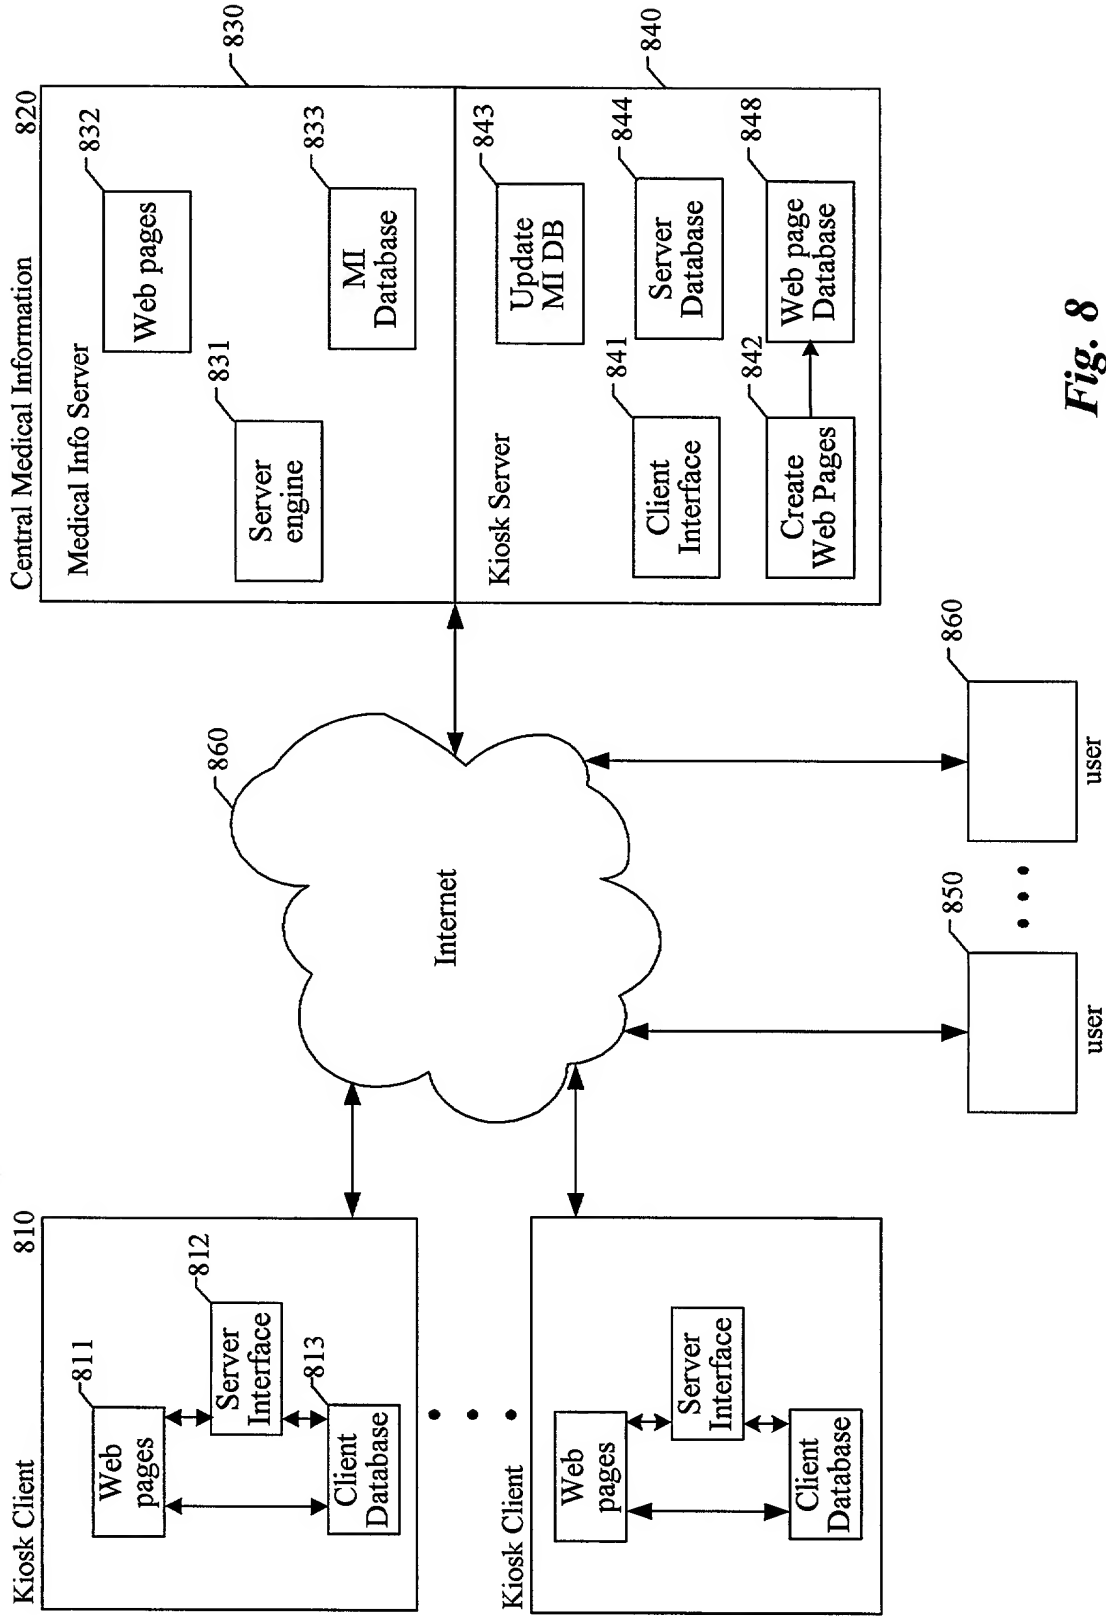 Kiosk Client
810
Web
pages
811
Server
Interface
812
Client
Database
813
Kiosk Client
Web
pages
Server
Interface
Client
Database
Internet
860
user
850
user
860
Central Medical Information
820
Medical Info Server
830
Server
engine
831
Web pages
832
MI
Database
833
Kiosk Server
840
Update
MI DB
843
Client
Interface
841
Server
Database
844
Create
Web Pages
842
Web page
Database
848
Fig. 8